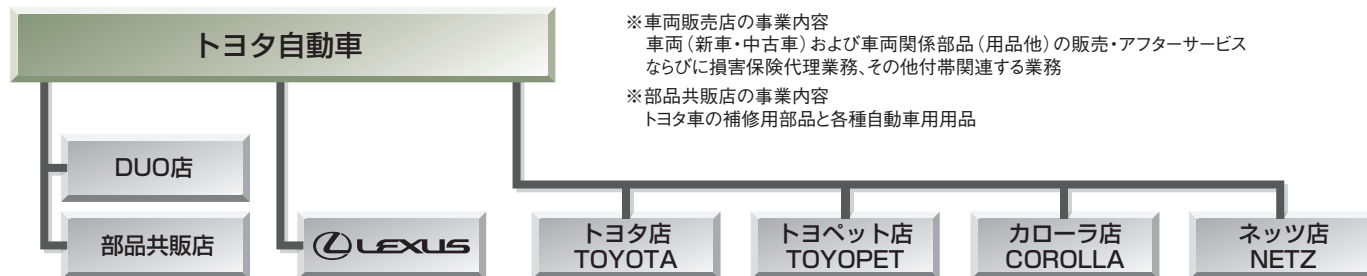 トヨタ自動車
※車両販売店の事業内容
車両（新車・中古車）および車両関係部品（用品他）の販売・アフターサービス
ならびに損害保険代理業務、その他付帯関連する業務
※部品共販店の事業内容
トヨタ車の補修用部品と各種自動車用用品
DUO店
部品共販店
LEXUS
トヨタ店
TOYOTA
トヨペット店
TOYOPET
カローラ店
COROLLA
ネッツ店
NETZ